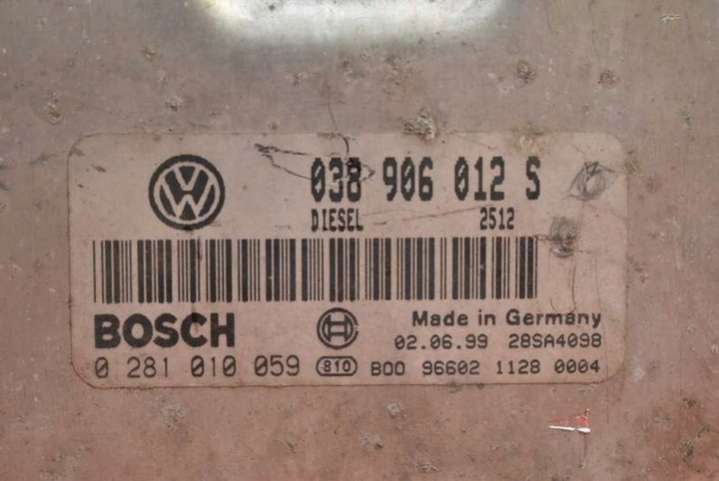 038 906 012 S
DIESEL 2512
BOSCH
Made in Germany
02.06.99 28SA4098
0 281 010 059 810 B00 96602 1128 0004